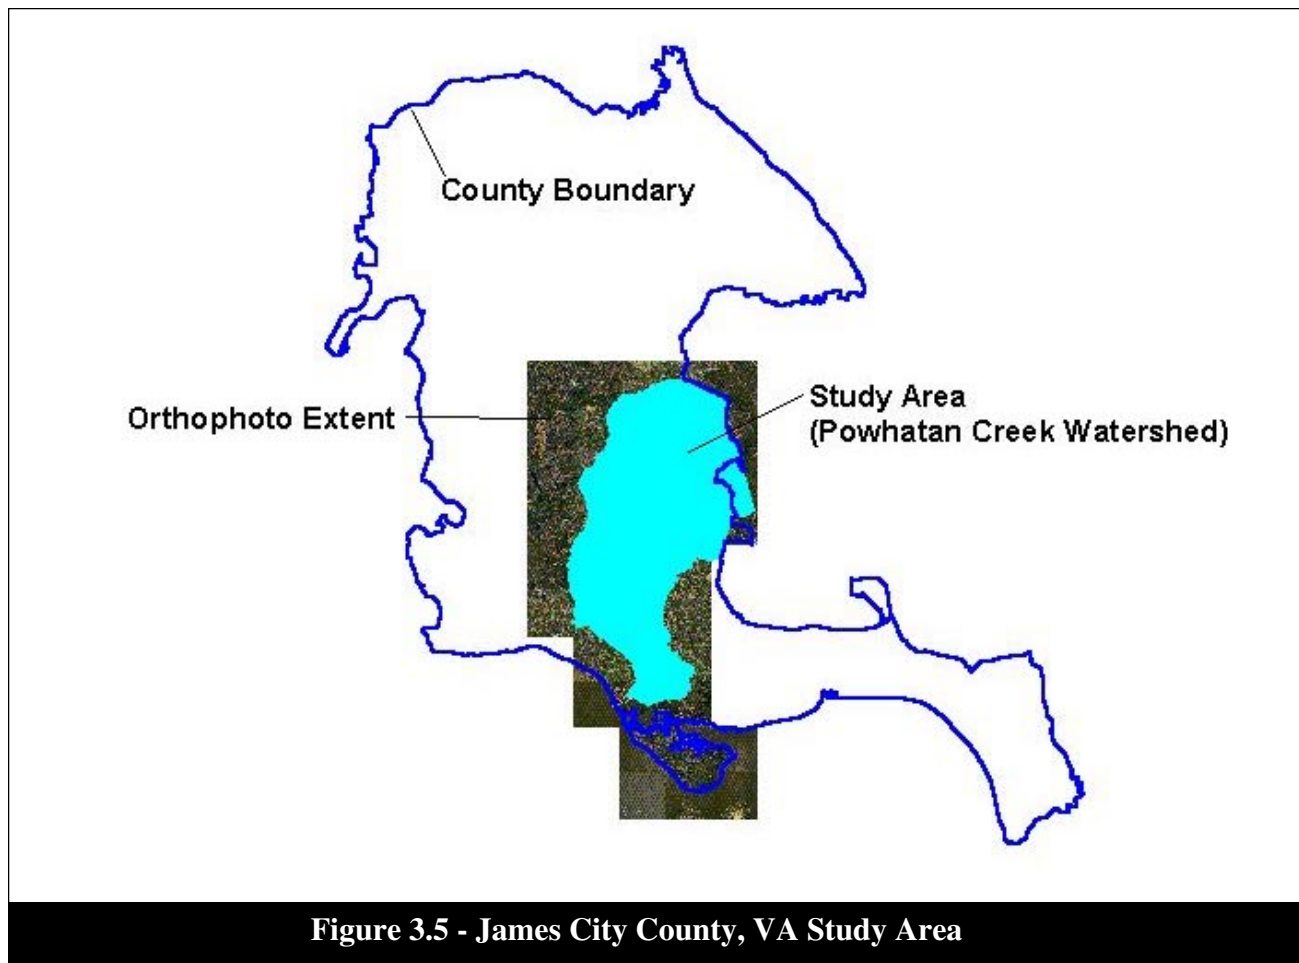 County Boundary
Orthophoto Extent
Study Area
(Powhatan Creek Watershed)
Figure 3.5 - James City County, VA Study Area